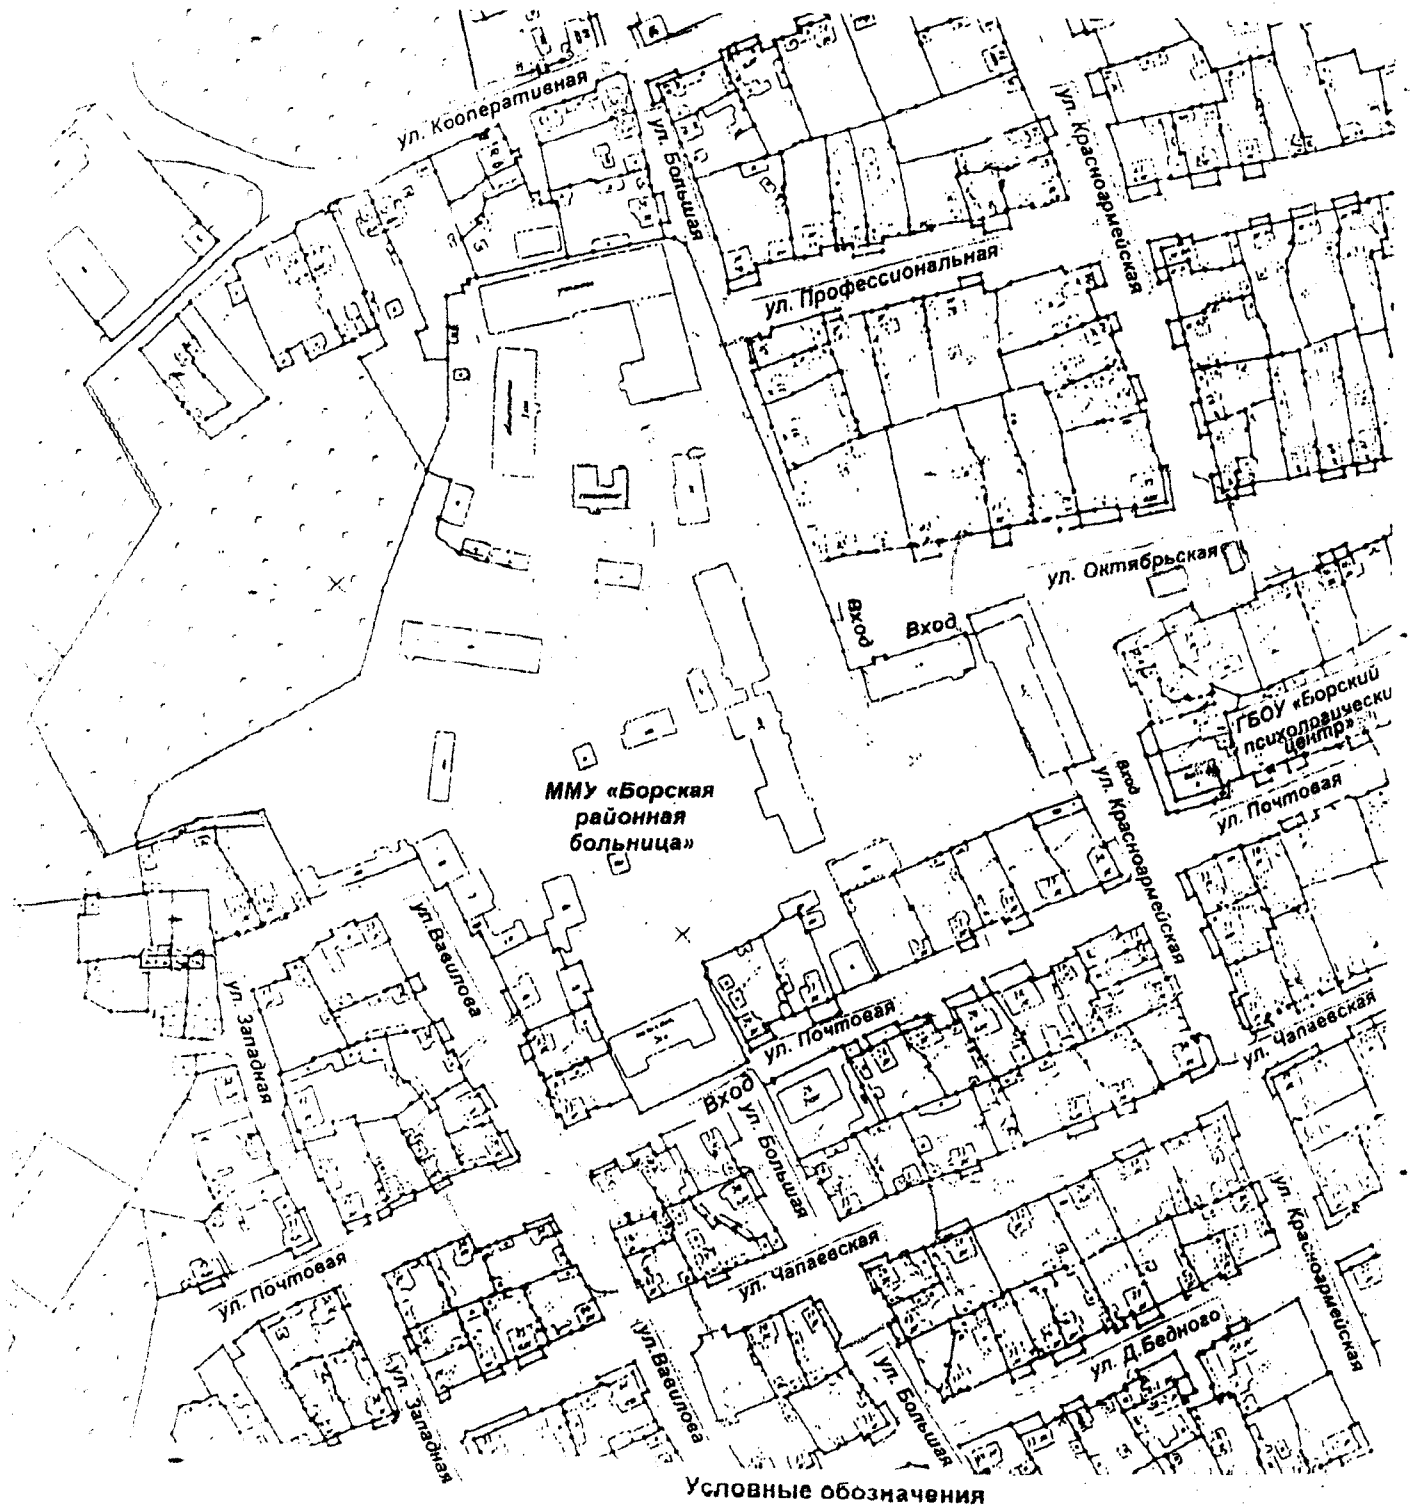 ул. Кооперативная
ул. Большая
ул. Красноармейская
ул. Профессиональная
ул. Октябрьская
Вход
Вход
ГБОУ «Борский
психологически
центр»
вход
ул. Почтовая
ул. Красноармейская
ММУ «Борская
районная
больница»
ул.Вавилова
ул. Западная
ул. Почтовая
ул. Чапаевская
Вход
ул. Большая
ул. Красноармейская
ул. Чапаевская
ул. Почтовая
ул. Д.Бедного
ул.Вавилова
ул. Большая
ул. Западная
Условные обозначения